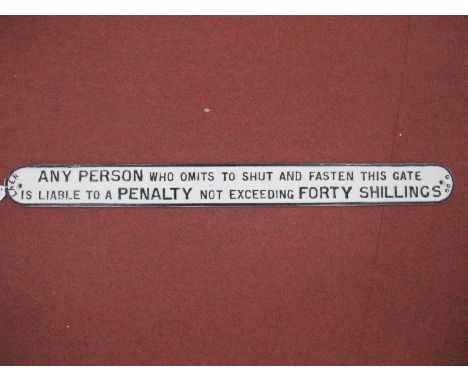 L.N.E.R
ANY PERSON WHO OMITS TO SHUT AND FASTEN THIS GATE
IS LIABLE TO A PENALTY NOT EXCEEDING FORTY SHILLINGS